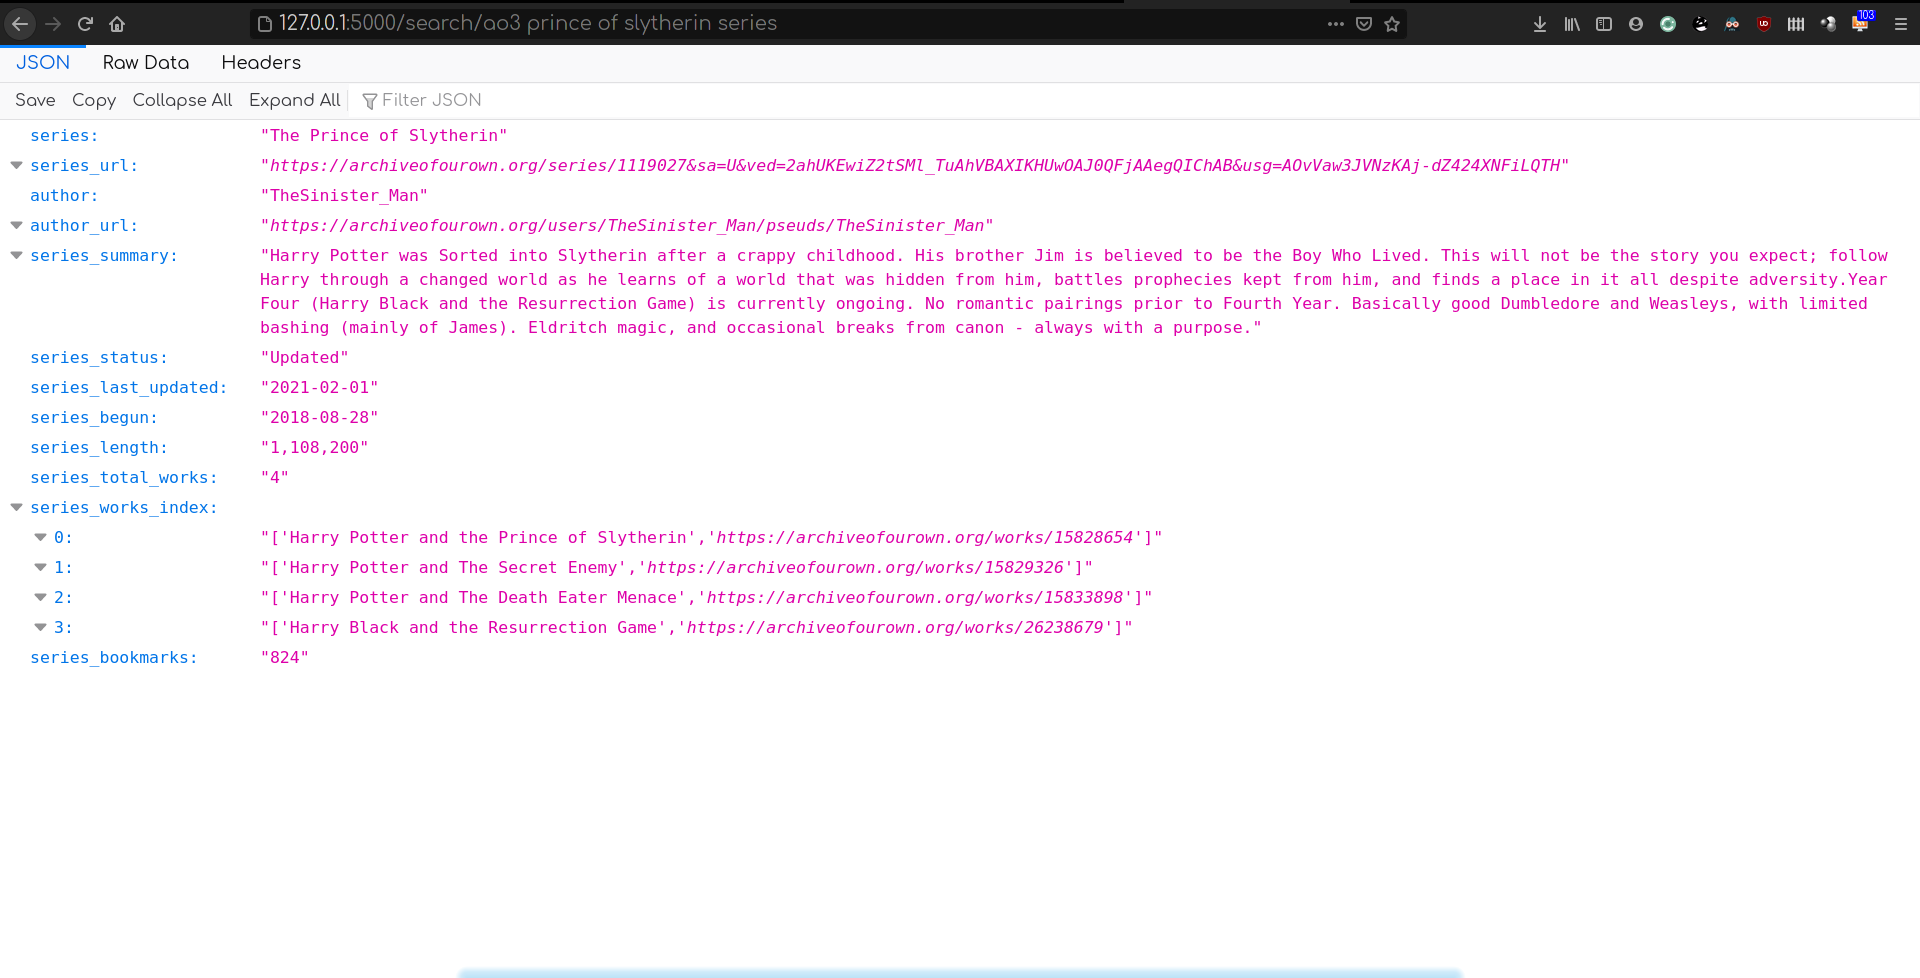 127.0.0.1:5000/search/ao3 prince of slytherin series
103
JSON Raw Data Headers
Save Copy Collapse All Expand All Filter JSON
series: "The Prince of Slytherin"
series_url: "https://archiveofourown.org/series/1119027&sa=U&ved=2ahUKEwiZ2tSMl_TuAhVBAXIKHUwOAJ0QFjAAegQIChAB&usg=AOvVaw3JVNzKAj-dZ424XNFiLQTH"
author: "TheSinister_Man"
author_url: "https://archiveofourown.org/users/TheSinister_Man/pseuds/TheSinister_Man"
series_summary: "Harry Potter was Sorted into Slytherin after a crappy childhood. His brother Jim is believed to be the Boy Who Lived. This will not be the story you expect; follow
Harry through a changed world as he learns of a world that was hidden from him, battles prophecies kept from him, and finds a place in it all despite adversity.Year
Four (Harry Black and the Resurrection Game) is currently ongoing. No romantic pairings prior to Fourth Year. Basically good Dumbledore and Weasleys, with limited
bashing (mainly of James). Eldritch magic, and occasional breaks from canon - always with a purpose."
series_status: "Updated"
series_last_updated: "2021-02-01"
series_begun: "2018-08-28"
series_length: "1,108,200"
series_total_works: "4"
series_works_index:
0: "['Harry Potter and the Prince of Slytherin','https://archiveofourown.org/works/15828654']"
1: "['Harry Potter and The Secret Enemy','https://archiveofourown.org/works/15829326']"
2: "['Harry Potter and The Death Eater Menace','https://archiveofourown.org/works/15833898']"
3: "['Harry Black and the Resurrection Game','https://archiveofourown.org/works/26238679']"
series_bookmarks: "824"